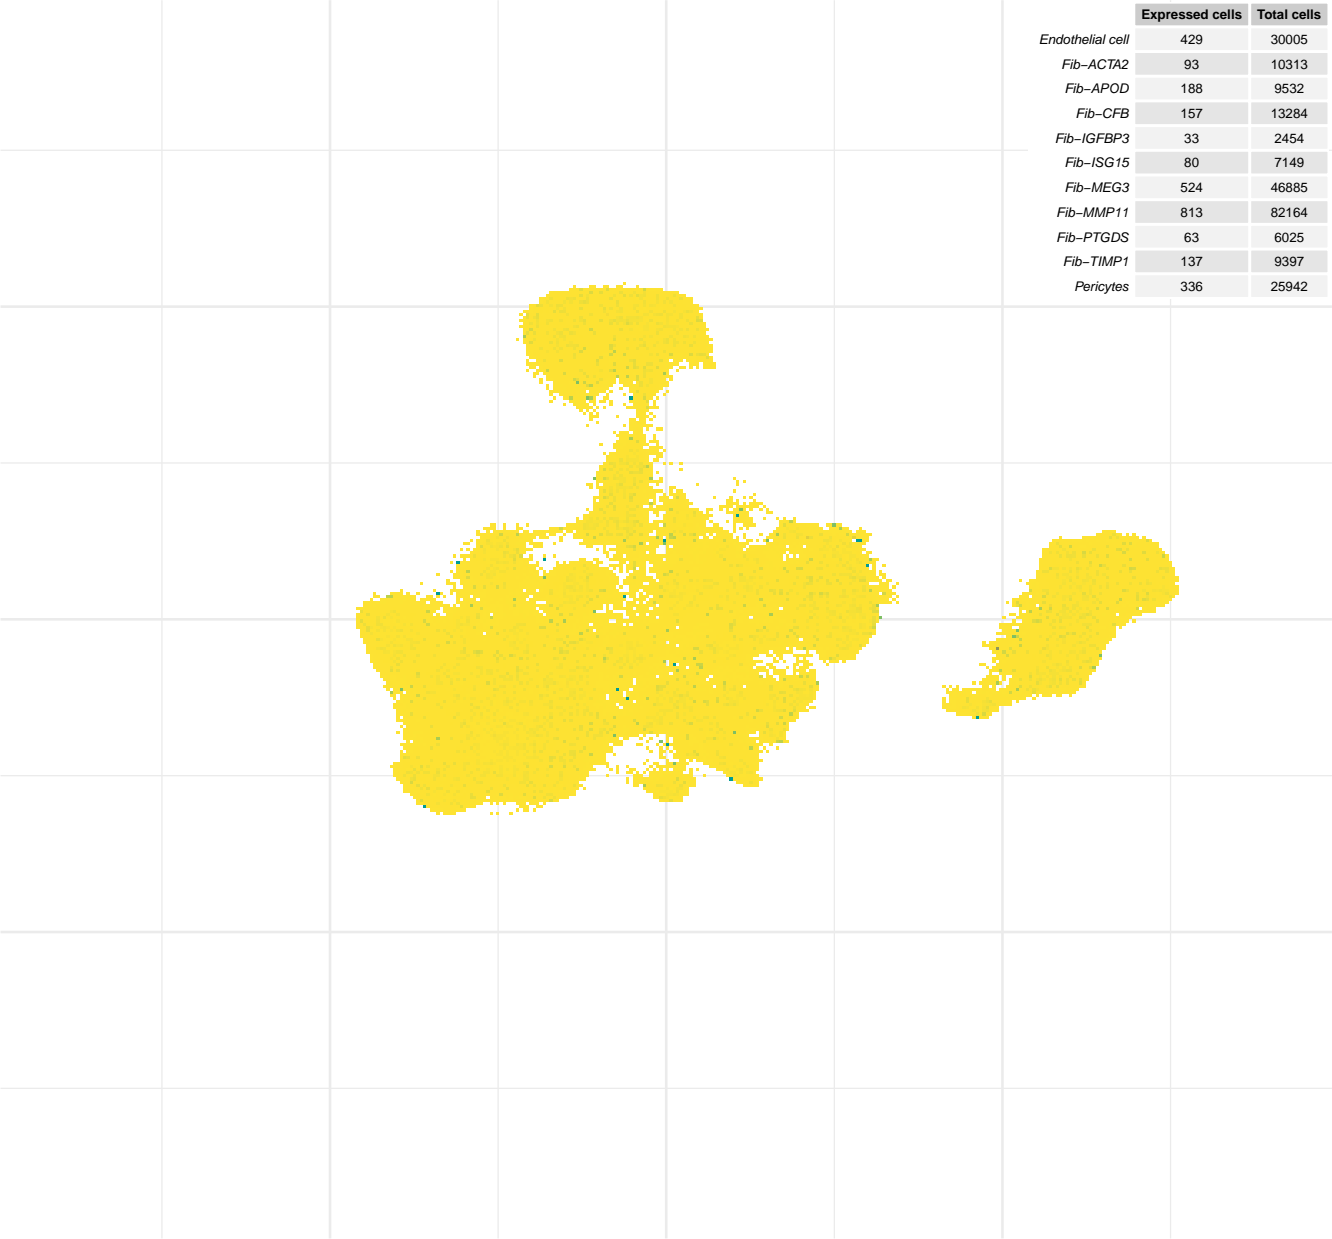 Expressed cells Total cells
Endothelial cell 429 30005
Fib−ACTA2 93 10313
Fib−APOD 188 9532
Fib−CFB 157 13284
Fib−IGFBP3 33 2454
Fib−ISG15 80 7149
Fib−MEG3 524 46885
Fib−MMP11 813 82164
Fib−PTGDS 63 6025
Fib−TIMP1 137 9397
Pericytes 336 25942